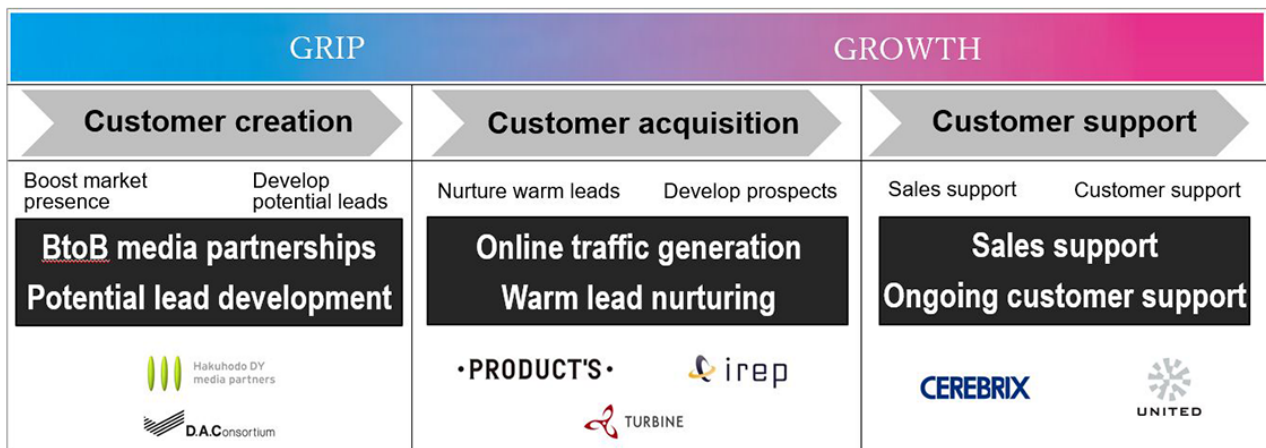 GRIP
GROWTH
Customer creation
Customer acquisition
Customer support
Boost market
presence
Develop
potential leads
Nurture warm leads
Develop prospects
Sales support
Customer support
BtoB media partnerships
Potential lead development
Online traffic generation
Warm lead nurturing
Sales support
Ongoing customer support
Hakuhodo DY
media partners
D.A.Consortium
·PRODUCT'S·
irep
TURBINE
CEREBRIX
UNITED